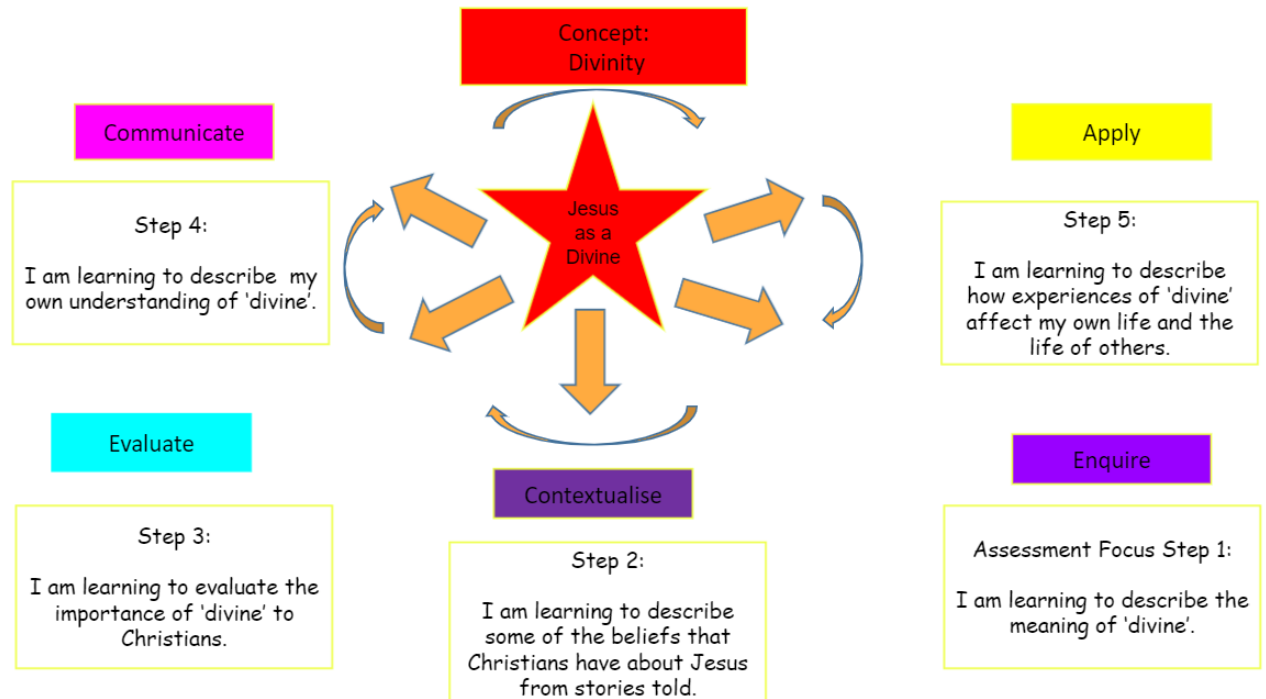 Concept:
Divinity
Communicate
Apply
Step 4:
I am learning to describe my
own understanding of ‘divine’.
Jesus
as a
Divine
Step 5:
I am learning to describe
how experiences of ‘divine’
affect my own life and the
life of others.
Evaluate
Step 3:
I am learning to evaluate the
importance of ‘divine’ to
Christians.
Contextualise
Step 2:
I am learning to describe
some of the beliefs that
Christians have about Jesus
from stories told.
Enquire
Assessment Focus Step 1:
I am learning to describe the
meaning of ‘divine’.